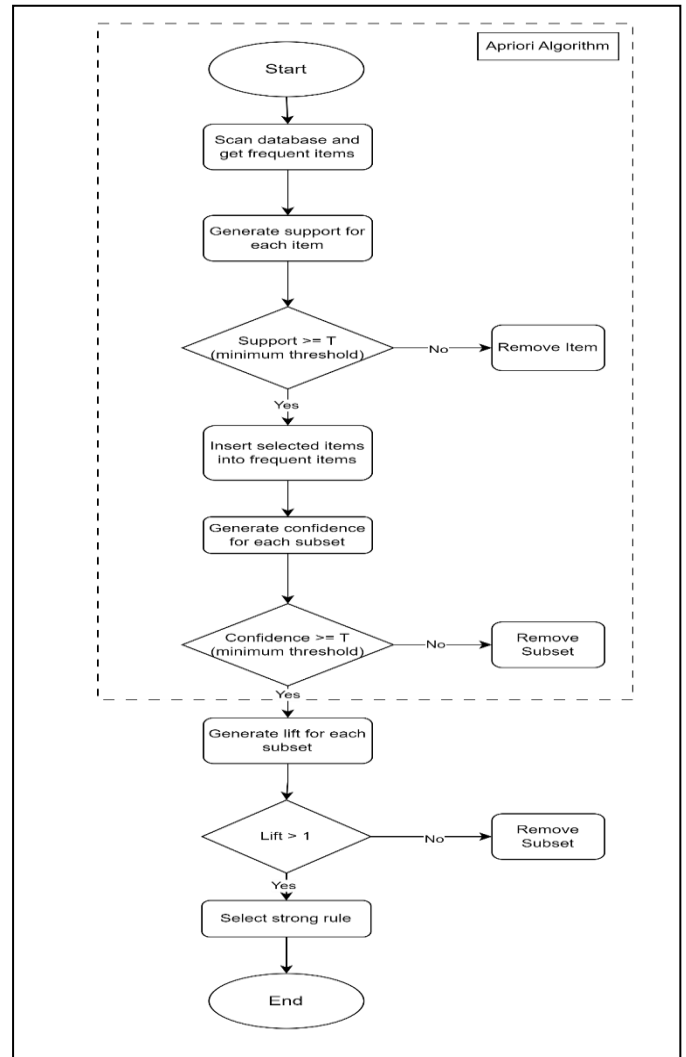 Apriori Algorithm
Start
Scan database and
get frequent items
Generate support for
each item
Support >= T
(minimum threshold)
No
Remove Item
Yes
Insert selected items
into frequent items
Generate confidence
for each subset
Confidence >= T
(minimum threshold)
No
Remove
Subset
Yes
Generate lift for each
subset
Lift > 1
No
Remove
Subset
Yes
Select strong rule
End